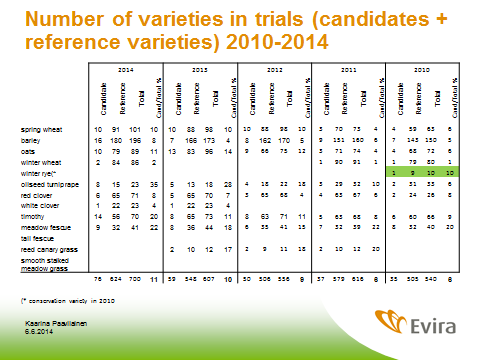 Number of varieties in trials (candidates +
reference varieties) 2010-2014
2014 2013 2012 2011 2010
Candidate Reference Total Cand/Total % Candidate Reference Total Cand/Total % Candidate Reference Total Cand/Total % Candidate Reference Total Cand/Total % Candidate Reference Total Cand/Total %
spring wheat 10 91 101 10 10 88 98 10 10 88 98 10 3 70 73 4 4 59 63 6
barley 16 180 196 8 7 166 173 4 8 162 170 5 9 151 160 6 7 143 150 5
oats 10 79 89 11 13 83 96 14 9 66 75 12 3 71 74 4 4 68 72 6
winter wheat 2 84 86 2 1 90 91 1 1 79 80 1
winter rye(* 1 9 10 10
oilseed turniprape 8 15 23 35 5 13 18 28 4 18 22 18 3 29 32 10 2 31 33 6
red clover 6 65 71 8 5 65 70 7 3 65 68 4 4 63 67 6 2 24 26 8
white clover 1 22 23 4 1 22 23 4
timothy 14 56 70 20 8 65 73 11 8 63 71 11 5 63 68 8 6 60 66 9
meadow fescue 9 32 41 22 8 36 44 18 6 35 41 15 7 32 39 22 8 32 40 20
tall fescue
reed canary grass 2 10 12 17 2 9 11 18 2 10 12 20
smooth stalked
meadow grass
76 624 700 11 59 548 607 10 50 506 556 9 37 579 616 6 35 505 540 6
(* conservation variety in 2010
Kaarina Paavilainen
6.6.2014
Evira